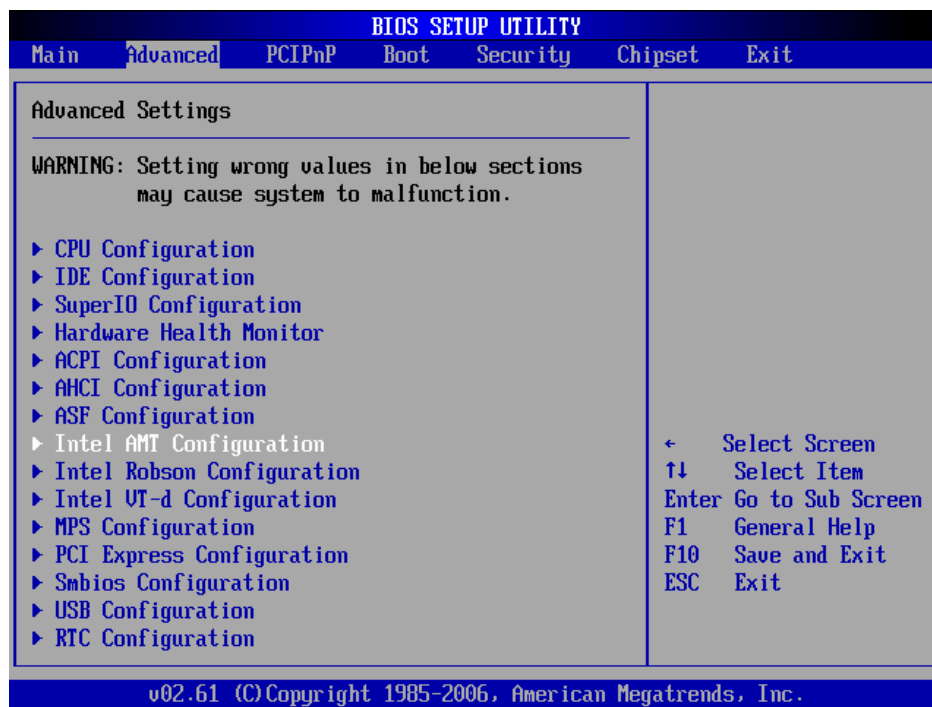 BIOS SETUP UTILITY
Main Advanced PCIPnP Boot Security Chipset Exit
Advanced Settings
WARNING: Setting wrong values in below sections
may cause system to malfunction.
▶ CPU Configuration
▶ IDE Configuration
▶ SuperIO Configuration
▶ Hardware Health Monitor
▶ ACPI Configuration
▶ AHCI Configuration
▶ ASF Configuration
▶ Intel AMT Configuration
▶ Intel Robson Configuration
▶ Intel VT-d Configuration
▶ MPS Configuration
▶ PCI Express Configuration
▶ Smbios Configuration
▶ USB Configuration
▶ RTC Configuration
← Select Screen
↑↓ Select Item
Enter Go to Sub Screen
F1 General Help
F10 Save and Exit
ESC Exit
v02.61 (C)Copyright 1985-2006, American Megatrends, Inc.